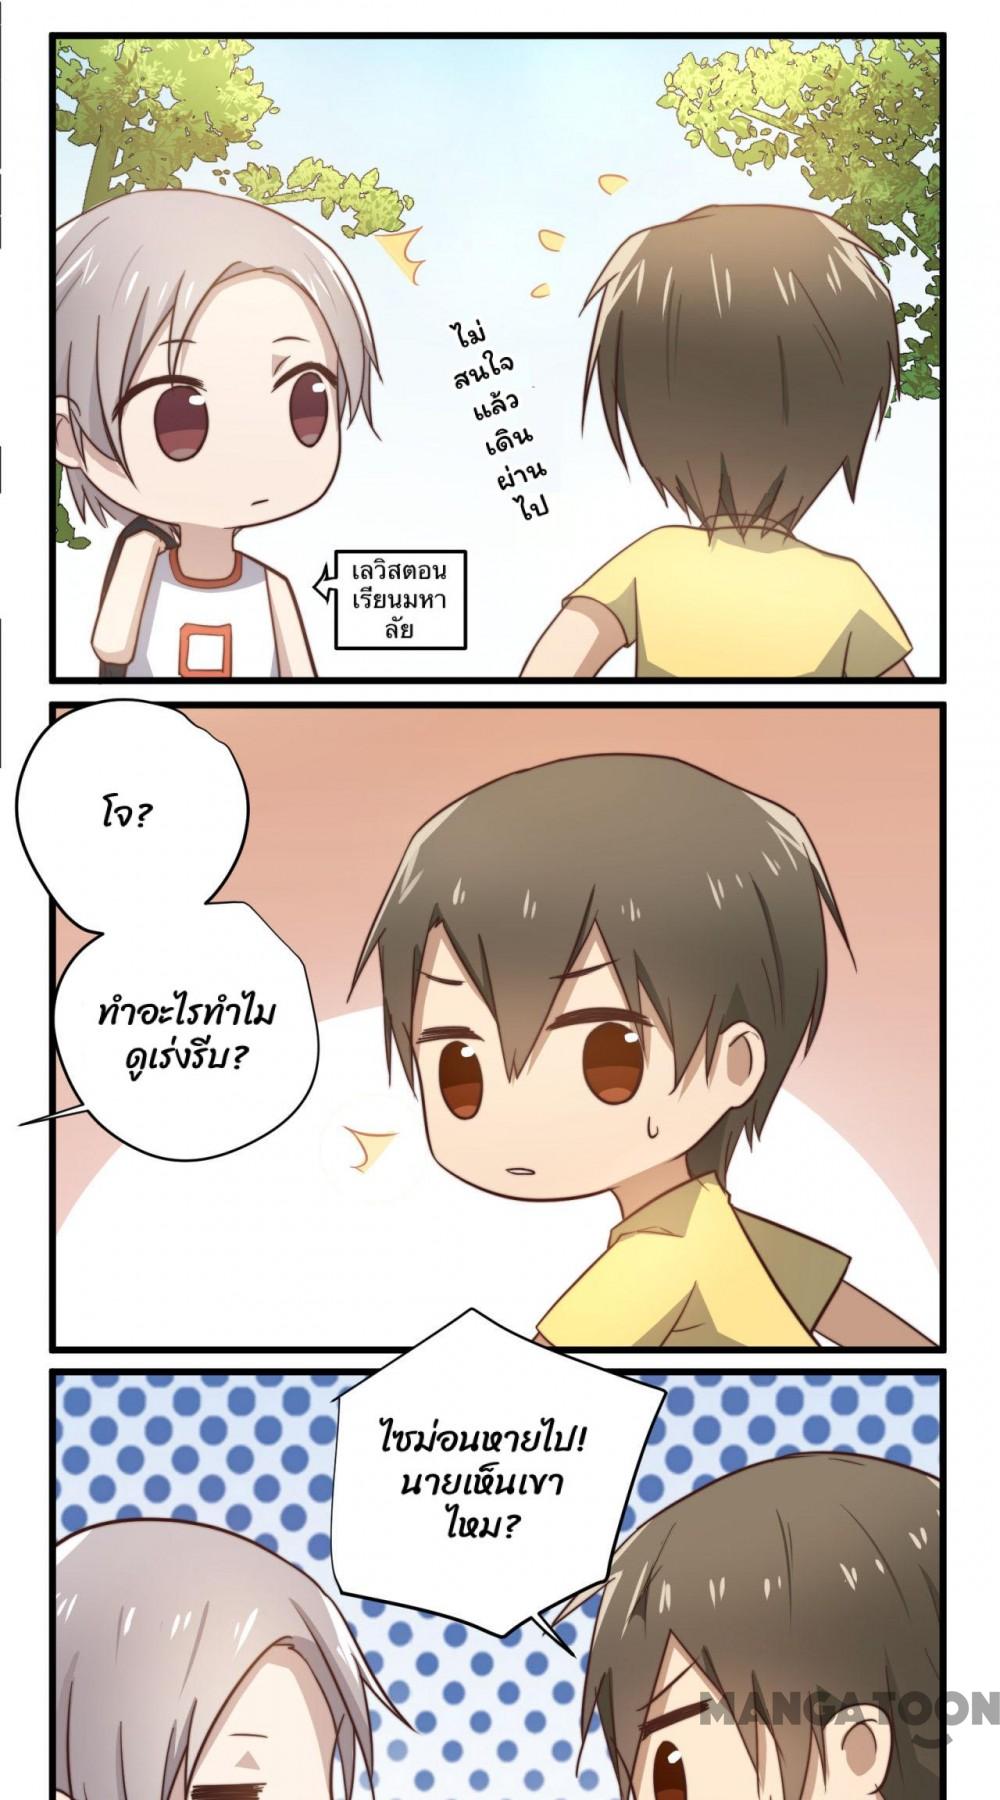 ไม่
สนใจ
แล้ว
เดิน
ผ่าน
ไป
เลวิสตอน
เรียนมหา
ลัย
โจ?
ทำอะไรทำไม
ดูเร่งรีบ?
ไซม่อนหายไป!
นายเห็นเขา
ไหม?
MANGATOON